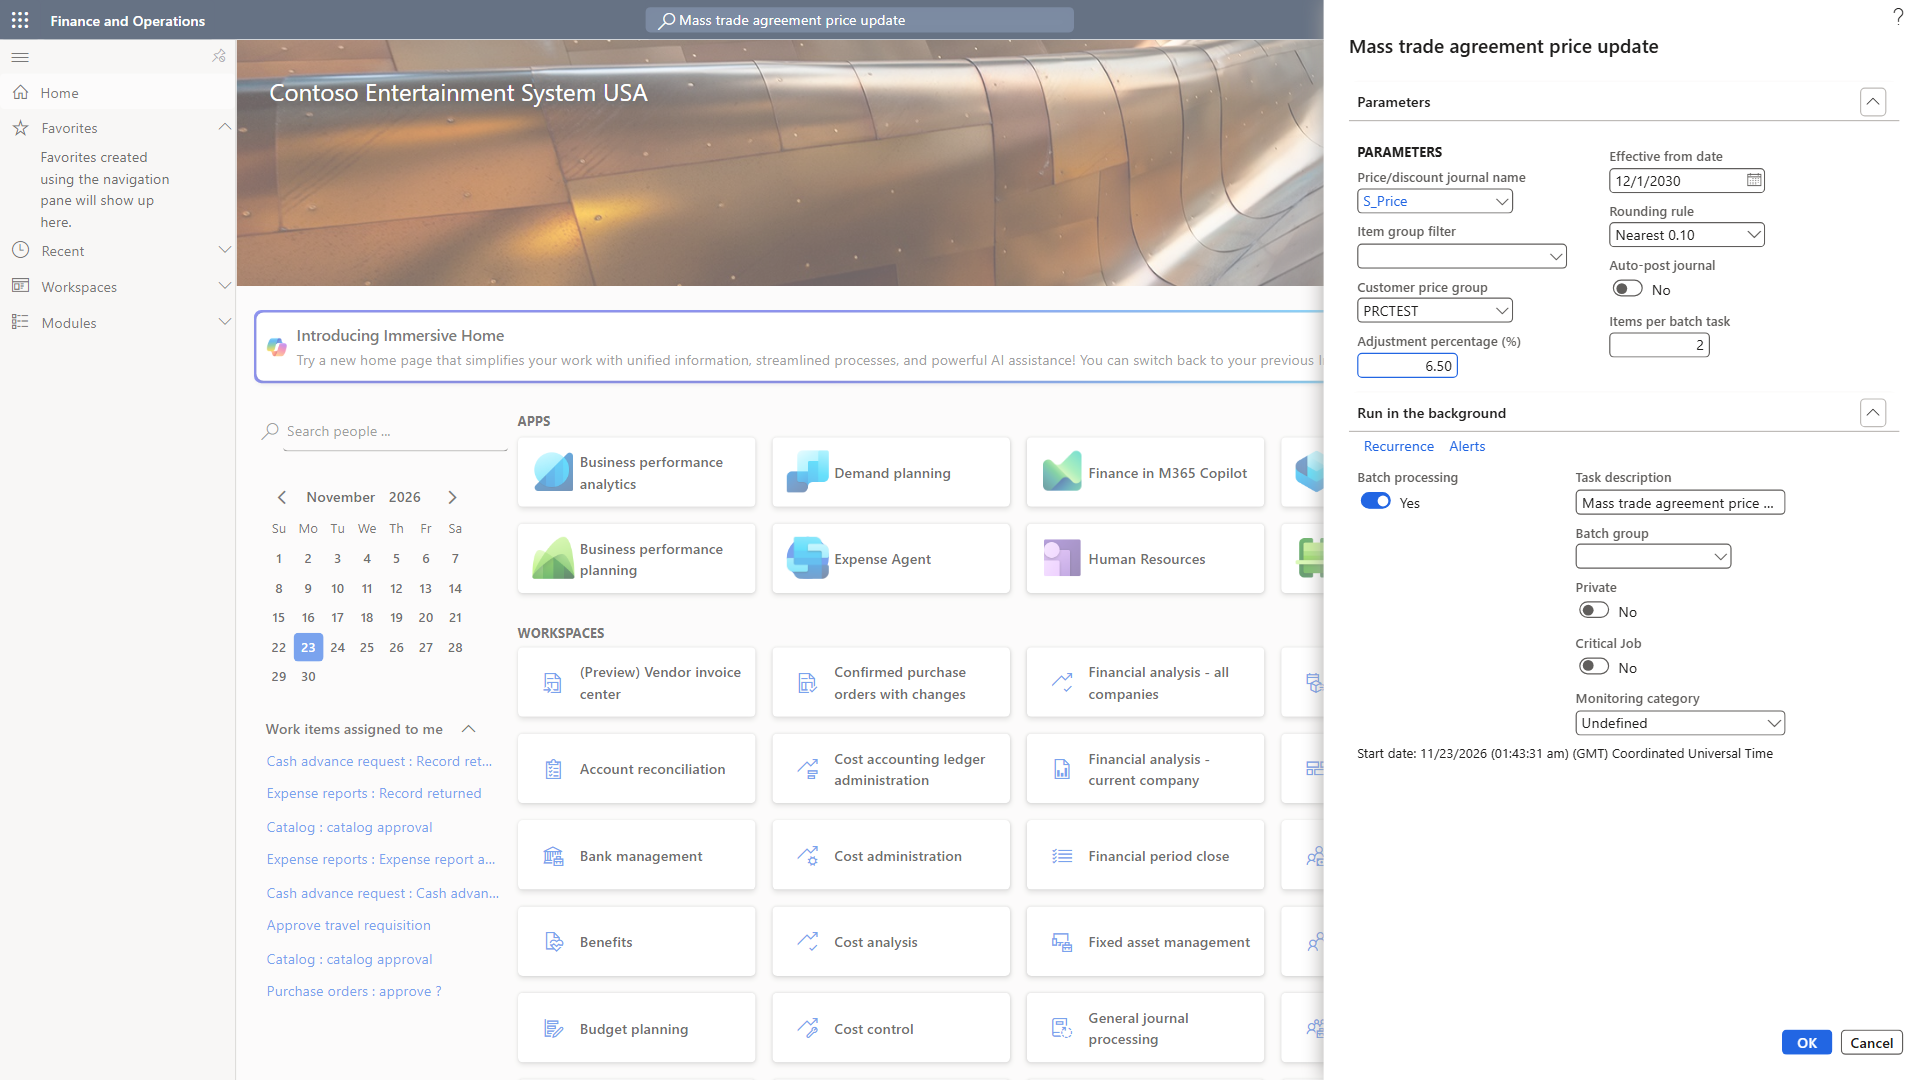 Finance and Operations
Mass trade agreement price update
?
Home
Favorites
Favorites created
using the navigation
pane will show up
here.
Recent
Workspaces
Modules
Contoso Entertainment System USA
Introducing Immersive Home
Try a new home page that simplifies your work with unified information, streamlined processes, and powerful AI assistance! You can switch back to your previous
Search people ...
November 2026
Su Mo Tu We Th Fr Sa
1 2 3 4 5 6 7
8 9 10 11 12 13 14
15 16 17 18 19 20 21
22 23 24 25 26 27 28
29 30
Work items assigned to me
Cash advance request : Record ret...
Expense reports : Record returned
Catalog : catalog approval
Expense reports : Expense report a...
Cash advance request : Cash advan...
Approve travel requisition
Catalog : catalog approval
Purchase orders : approve ?
APPS
Business performance
analytics
Demand planning
Finance in M365 Copilot
Business performance
planning
Expense Agent
Human Resources
WORKSPACES
(Preview) Vendor invoice
center
Confirmed purchase
orders with changes
Financial analysis - all
companies
Account reconciliation
Cost accounting ledger
administration
Financial analysis -
current company
Bank management
Cost administration
Financial period close
Benefits
Cost analysis
Fixed asset management
Budget planning
Cost control
General journal
processing
Mass trade agreement price update
Parameters
PARAMETERS
Price/discount journal name
S_Price
Item group filter
Customer price group
PRCTEST
Adjustment percentage (%)
6.50
Effective from date
12/1/2030
Rounding rule
Nearest 0.10
Auto-post journal
No
Items per batch task
2
Run in the background
Recurrence Alerts
Batch processing
Yes
Task description
Mass trade agreement price ...
Batch group
Private
No
Critical Job
No
Monitoring category
Undefined
Start date: 11/23/2026 (01:43:31 am) (GMT) Coordinated Universal Time
OK Cancel